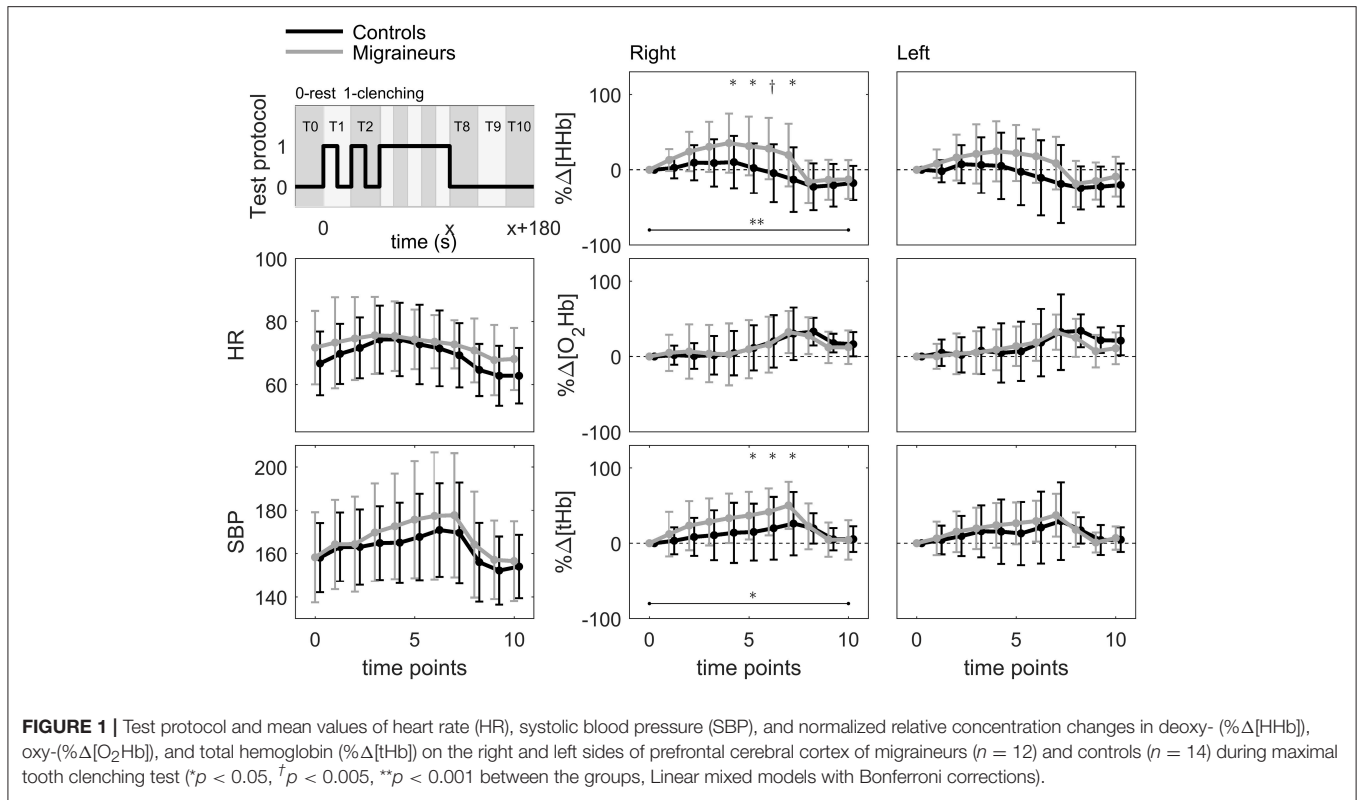 Controls
Migraineurs
Right
Left
0-rest 1-clenching
T0 T1 T2 T8 T9 T10
Test protocol
1
0
0 x x+180
time (s)
%Δ[HHb]
100
0
-100
* * † *
**
HR
100
80
60
%Δ[O2Hb]
100
0
-100
SBP
200
180
160
140
0 5 10
time points
%Δ[tHb]
100
0
-100
* * *
*
0 5 10
time points
0 5 10
time points
FIGURE 1 | Test protocol and mean values of heart rate (HR), systolic blood pressure (SBP), and normalized relative concentration changes in deoxy- (%Δ[HHb]),
oxy-(%Δ[O2Hb]), and total hemoglobin (%Δ[tHb]) on the right and left sides of prefrontal cerebral cortex of migraineurs (n = 12) and controls (n = 14) during maximal
tooth clenching test (*p < 0.05, †p < 0.005, **p < 0.001 between the groups, Linear mixed models with Bonferroni corrections).